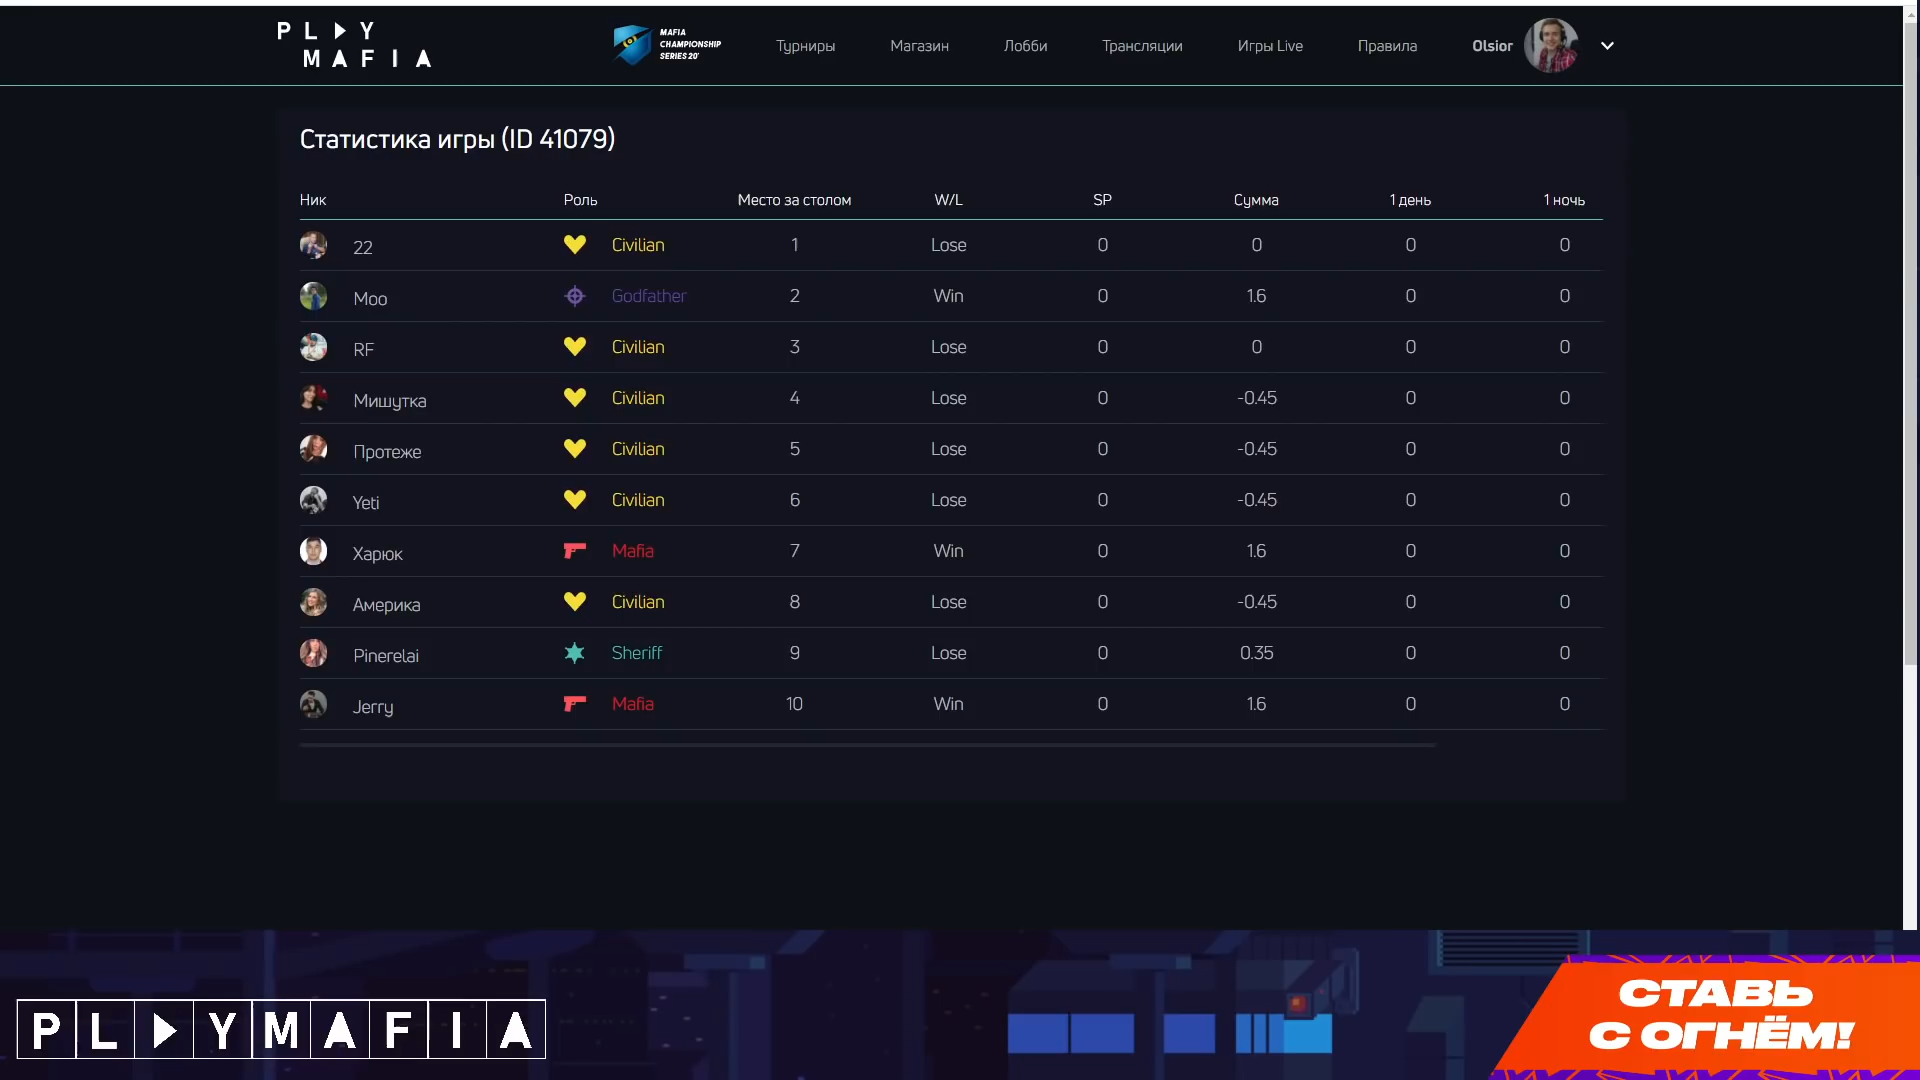 PLAY
MAFIA
MAFIA
CHAMPIONSHIP
SERIES 20'
Турниры
Магазин
Лобби
Трансляции
Игры Live
Правила
Olsior
Статистика игры (ID 41079)
Ник Роль Место за столом W/L SP Сумма 1 день 1 ночь
22 Civilian 1 Lose 0 0 0 0
Moo Godfather 2 Win 0 1.6 0 0
RF Civilian 3 Lose 0 0 0 0
Мишутка Civilian 4 Lose 0 -0.45 0 0
Протеже Civilian 5 Lose 0 -0.45 0 0
Yeti Civilian 6 Lose 0 -0.45 0 0
Харюк Mafia 7 Win 0 1.6 0 0
Америка Civilian 8 Lose 0 -0.45 0 0
Pinerelai Sheriff 9 Lose 0 0.35 0 0
Jerry Mafia 10 Win 0 1.6 0 0
PLAYMAFIA
СТАВЬ
С ОГНЁМ!